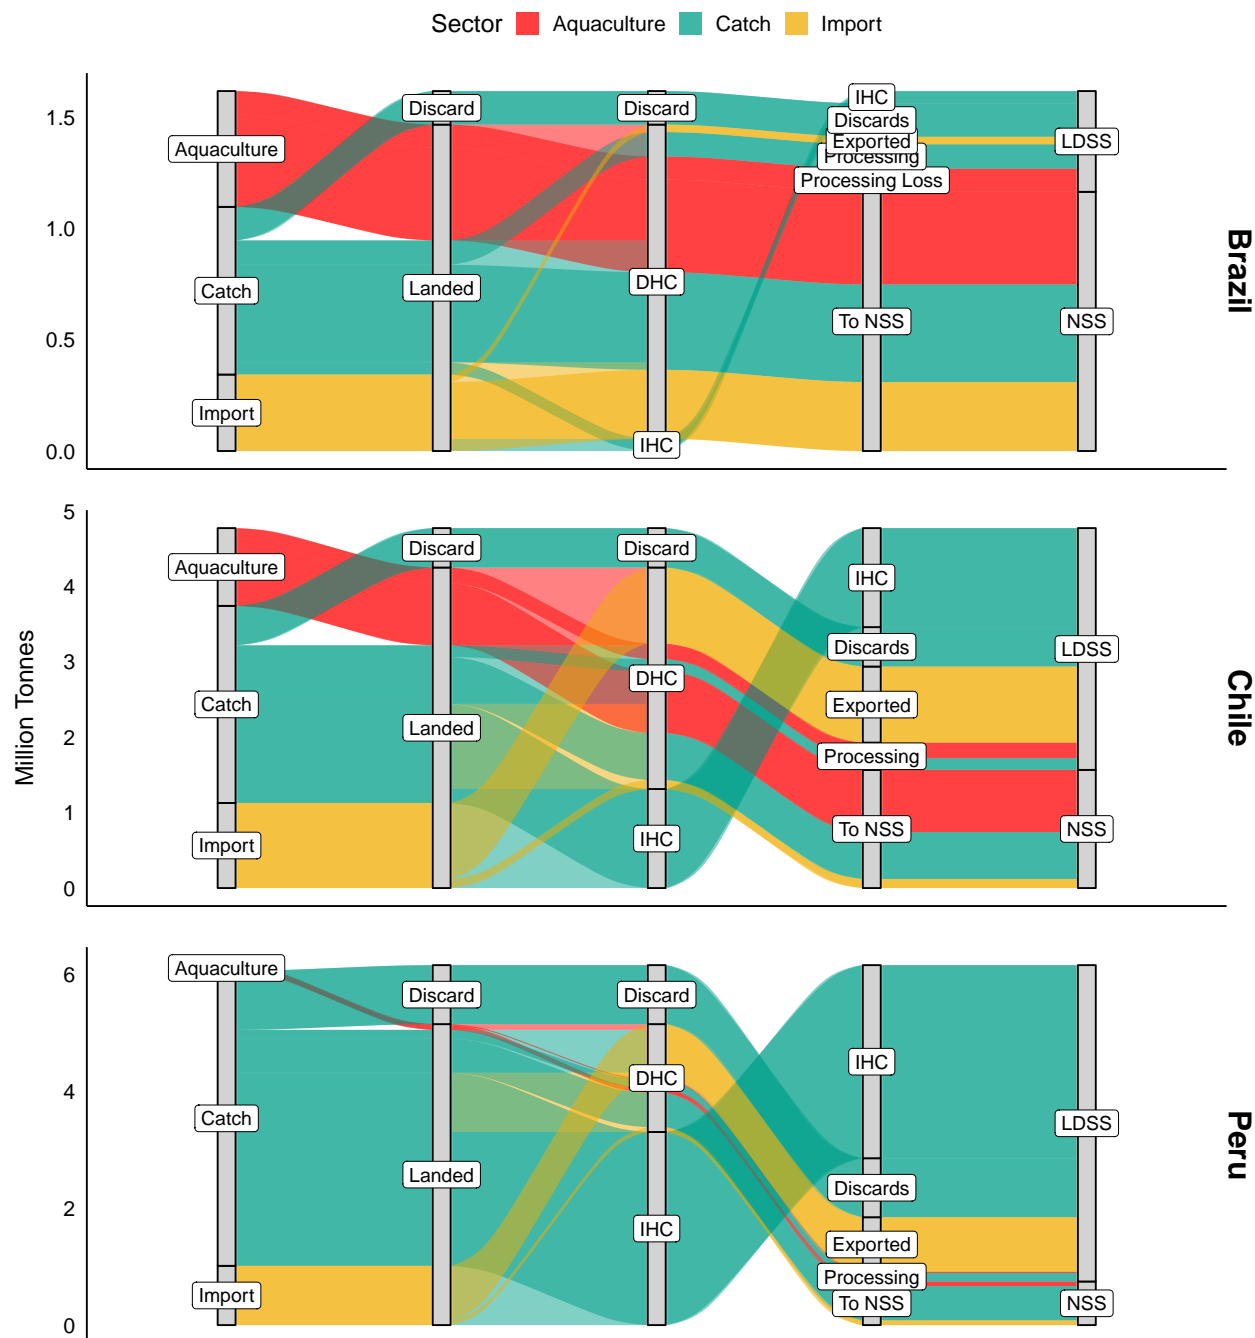 Sector Aquaculture Catch Import
Brazil
1.5
1.0
0.5
0.0
Aquaculture
Catch
Import
Discard
Landed
Discard
DHC
IHC
IHC
Discards
Exported
Processing
Processing Loss
To NSS
LDSS
NSS
Million Tonnes
Chile
5
4
3
2
1
0
Aquaculture
Catch
Import
Discard
Landed
Discard
DHC
IHC
IHC
Discards
Exported
Processing
To NSS
LDSS
NSS
Peru
6
4
2
0
Aquaculture
Catch
Import
Discard
Landed
Discard
DHC
IHC
IHC
Discards
Exported
Processing
To NSS
LDSS
NSS